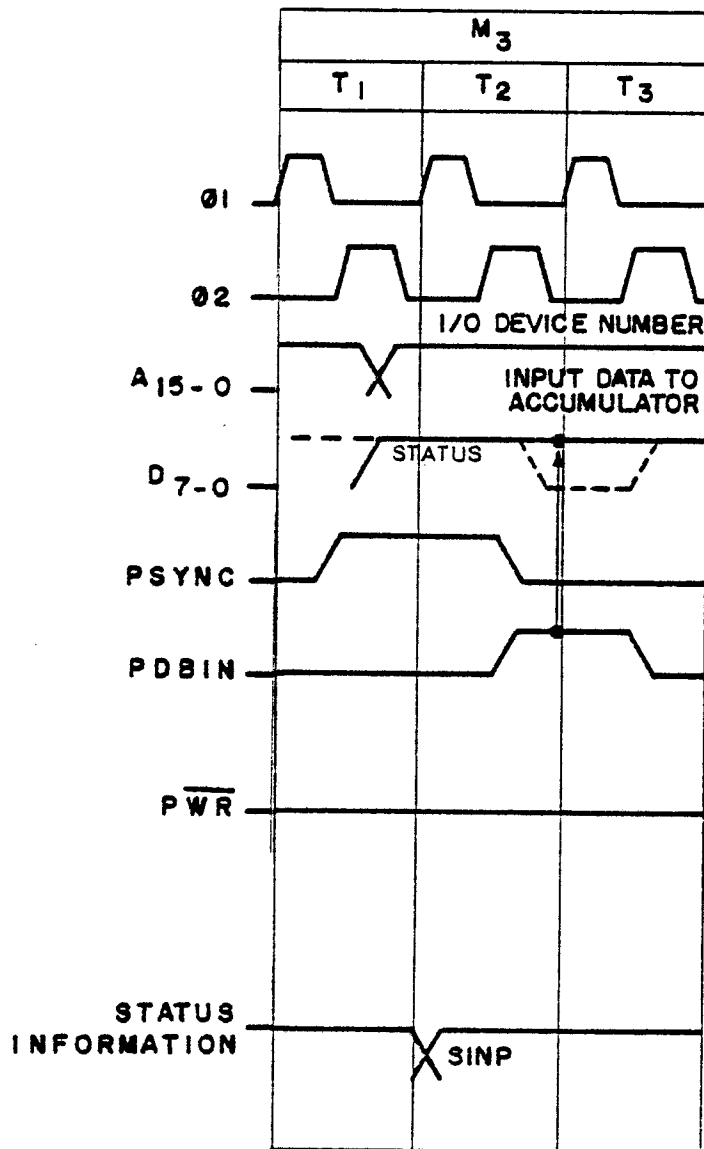 M3
T1 T2 T3
Ø1
Ø2
I/O DEVICE NUMBER
A15-0
INPUT DATA TO
ACCUMULATOR
STATUS
D7-0
PSYNC
PDBIN
PWR
STATUS
INFORMATION
SINP